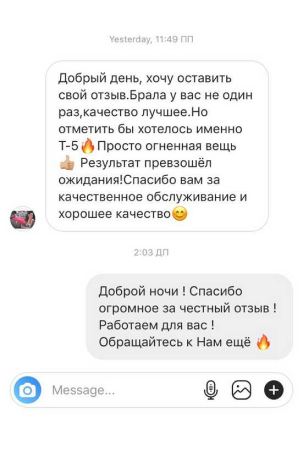 Yesterday, 11:49 ПП
Добрый день, хочу оставить
свой отзыв.Брала у вас не один
раз,качество лучшее.Но
отметить бы хотелось именно
Т-5🔥Просто огненная вещь
👍🏼 Результат превзошёл
ожидания!Спасибо вам за
качественное обслуживание и
хорошее качество😊
2:03 ДП
Доброй ночи ! Спасибо
огромное за честный отзыв !
Работаем для вас !
Обращайтесь к Нам ещё 🔥
Message...